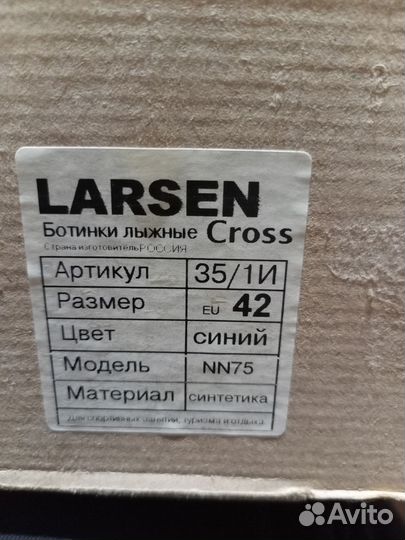 LARSEN
Ботинки лыжные Cross
Страна изготовитель РОССИЯ
Артикул 35/1И
Размер EU 42
Цвет синий
Модель NN75
Материал синтетика
Для спортивных занятий, туризма и отдыха
Avito